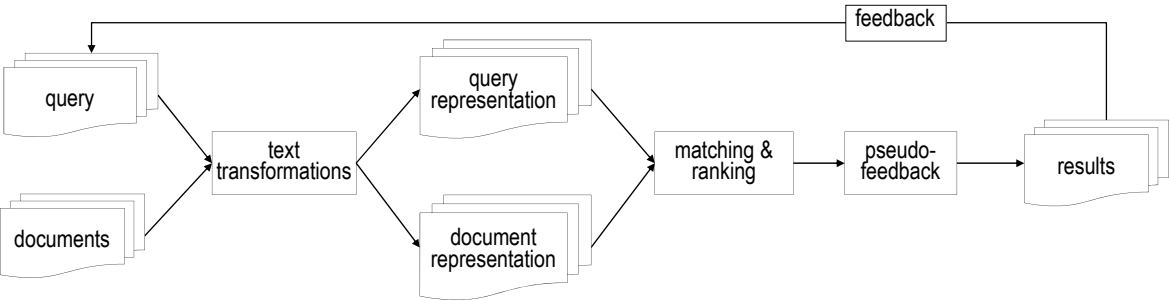 feedback
query
documents
text
transformations
query
representation
document
representation
matching &
ranking
pseudo-
feedback
results